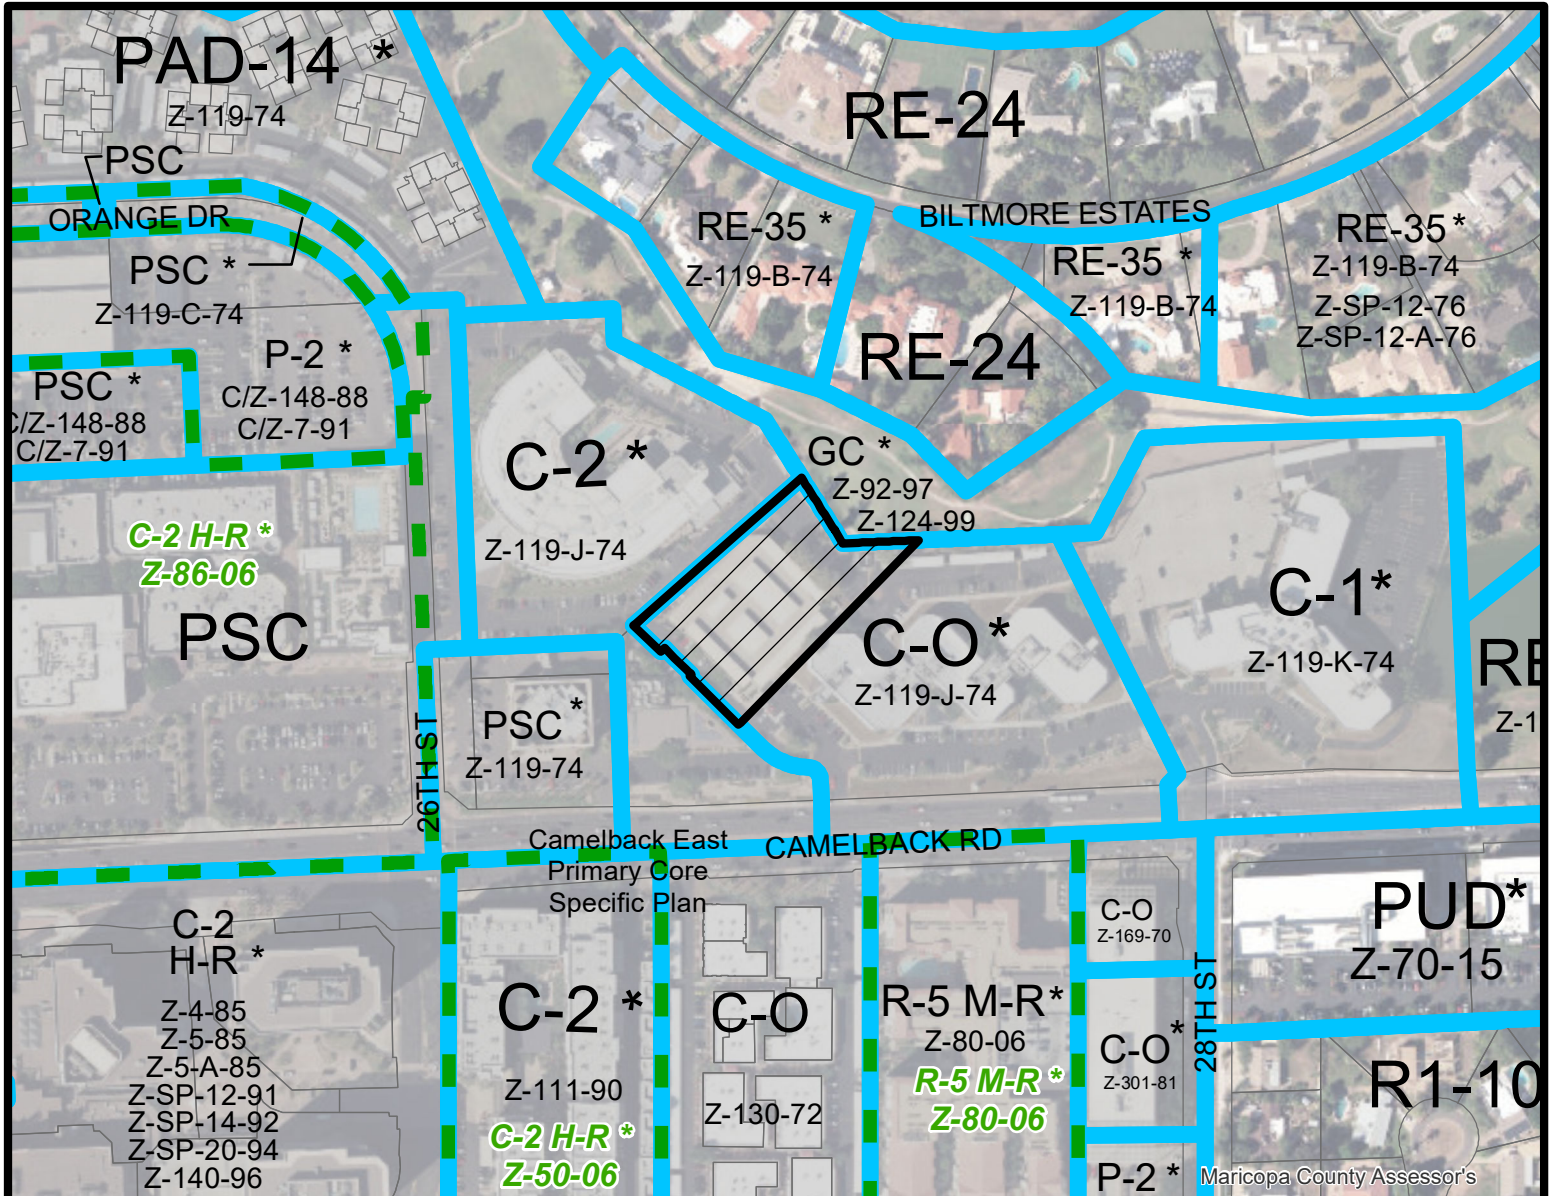 PAD-14 *
Z-119-74
PSC
ORANGE DR
PSC *
Z-119-C-74
P-2 *
C/Z-148-88
C/Z-7-91
PSC *
C/Z-148-88
C/Z-7-91
RE-24
BILTMORE ESTATES
RE-35 *
Z-119-B-74
RE-35 *
Z-119-B-74
RE-35 *
Z-119-B-74
Z-SP-12-76
Z-SP-12-A-76
RE-24
C-2 *
Z-119-J-74
GC *
Z-92-97
Z-124-99
C-2 H-R *
Z-86-06
PSC
C-O *
Z-119-J-74
C-1*
Z-119-K-74
RE
Z-1
PSC *
Z-119-74
26TH ST
Camelback East
Primary Core
Specific Plan
CAMELBACK RD
C-2
H-R *
Z-4-85
Z-5-85
Z-5-A-85
Z-SP-12-91
Z-SP-14-92
Z-SP-20-94
Z-140-96
C-2 *
Z-111-90
C-2 H-R *
Z-50-06
C-O
Z-130-72
R-5 M-R*
Z-80-06
R-5 M-R *
Z-80-06
C-O
Z-169-70
C-O*
Z-301-81
P-2 *
28TH ST
PUD*
Z-70-15
R1-10
Maricopa County Assessor's